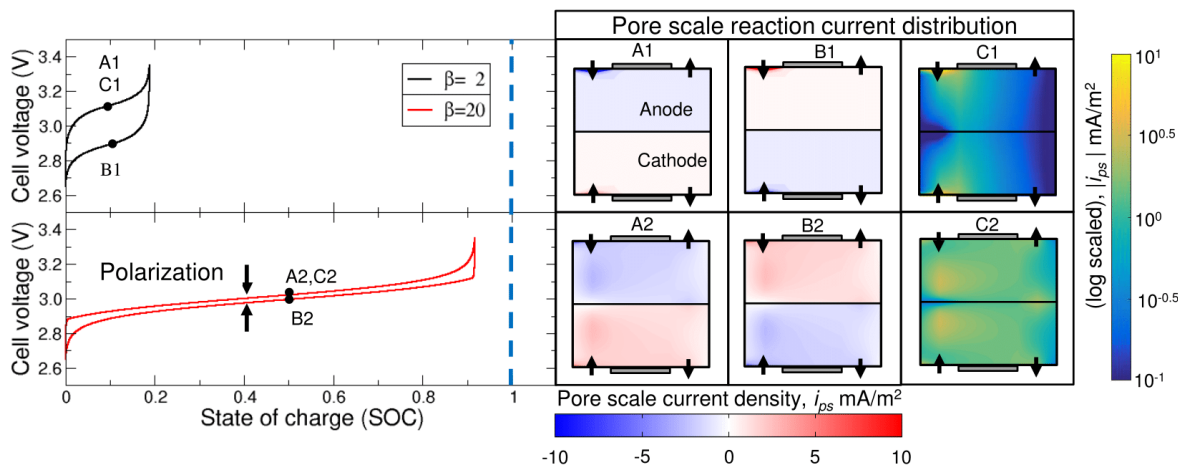 Pore scale reaction current distribution
Cell voltage (V)
3.4
3.2
3.0
2.8
2.6
A1
C1
B1
β= 2
β=20
A1
B1
C1
Anode
Cathode
Cell voltage (V)
3.4
3.2
3.0
2.8
2.6
Polarization
A2,C2
B2
A2
B2
C2
0
0.2
0.4
0.6
0.8
1
State of charge (SOC)
Pore scale current density, i_ps mA/m²
-10
-5
0
5
10
10¹
10^0.5
10⁰
10^-0.5
10^-1
(log scaled), | i_ps | mA/m²